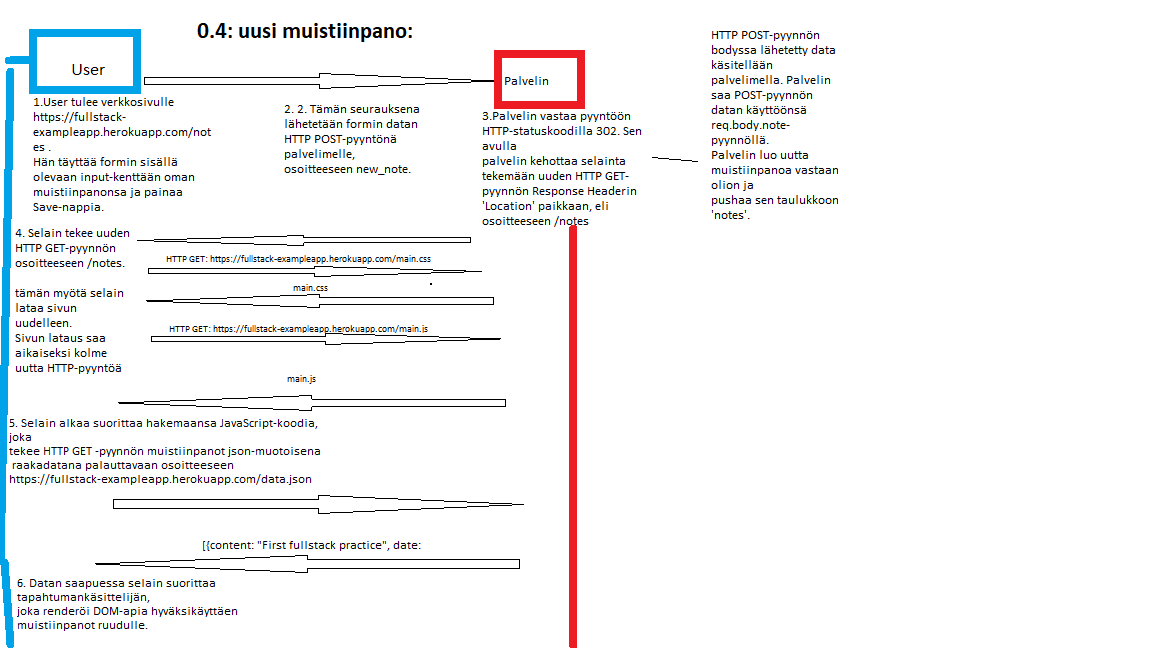 0.4: uusi muistiinpano:
User
Palvelin
1.User tulee verkkosivulle
https://fullstack-
exampleapp.herokuapp.com/not
es .
Hän täyttää formin sisällä
olevaan input-kenttään oman
muistiinpanonsa ja painaa
Save-nappia.
2. 2. Tämän seurauksena
lähetetään formin datan
HTTP POST-pyyntönä
palvelimelle,
osoitteeseen new_note.
3.Palvelin vastaa pyyntöön
HTTP-statuskoodilla 302. Sen
avulla
palvelin kehottaa selainta
tekemään uuden HTTP GET-
pyynnön Response Headerin
'Location' paikkaan, eli
osoitteeseen /notes
HTTP POST-pyynnön
bodyssa lähetetty data
käsitellään
palvelimella. Palvelin
saa POST-pyynnön
datan käyttöönsä
req.body.note-
pyynnöllä.
Palvelin luo uutta
muistiinpanoa vastaan
olion ja
pushaa sen taulukkoon
'notes'.
4. Selain tekee uuden
HTTP GET-pyynnön
osoitteeseen /notes.
HTTP GET: https://fullstack-exampleapp.herokuapp.com/main.css
main.css
tämän myötä selain
lataa sivun
uudelleen.
Sivun lataus saa
aikaiseksi kolme
uutta HTTP-pyyntöä
HTTP GET: https://fullstack-exampleapp.herokuapp.com/main.js
main.js
5. Selain alkaa suorittaa hakemaansa JavaScript-koodia,
joka
tekee HTTP GET -pyynnön muistiinpanot json-muotoisena
raakadatana palauttavaan osoitteeseen
https://fullstack-exampleapp.herokuapp.com/data.json
[{content: "First fullstack practice", date:
6. Datan saapuessa selain suorittaa
tapahtumankäsittelijän,
joka renderöi DOM-apia hyväksikäyttäen
muistiinpanot ruudulle.